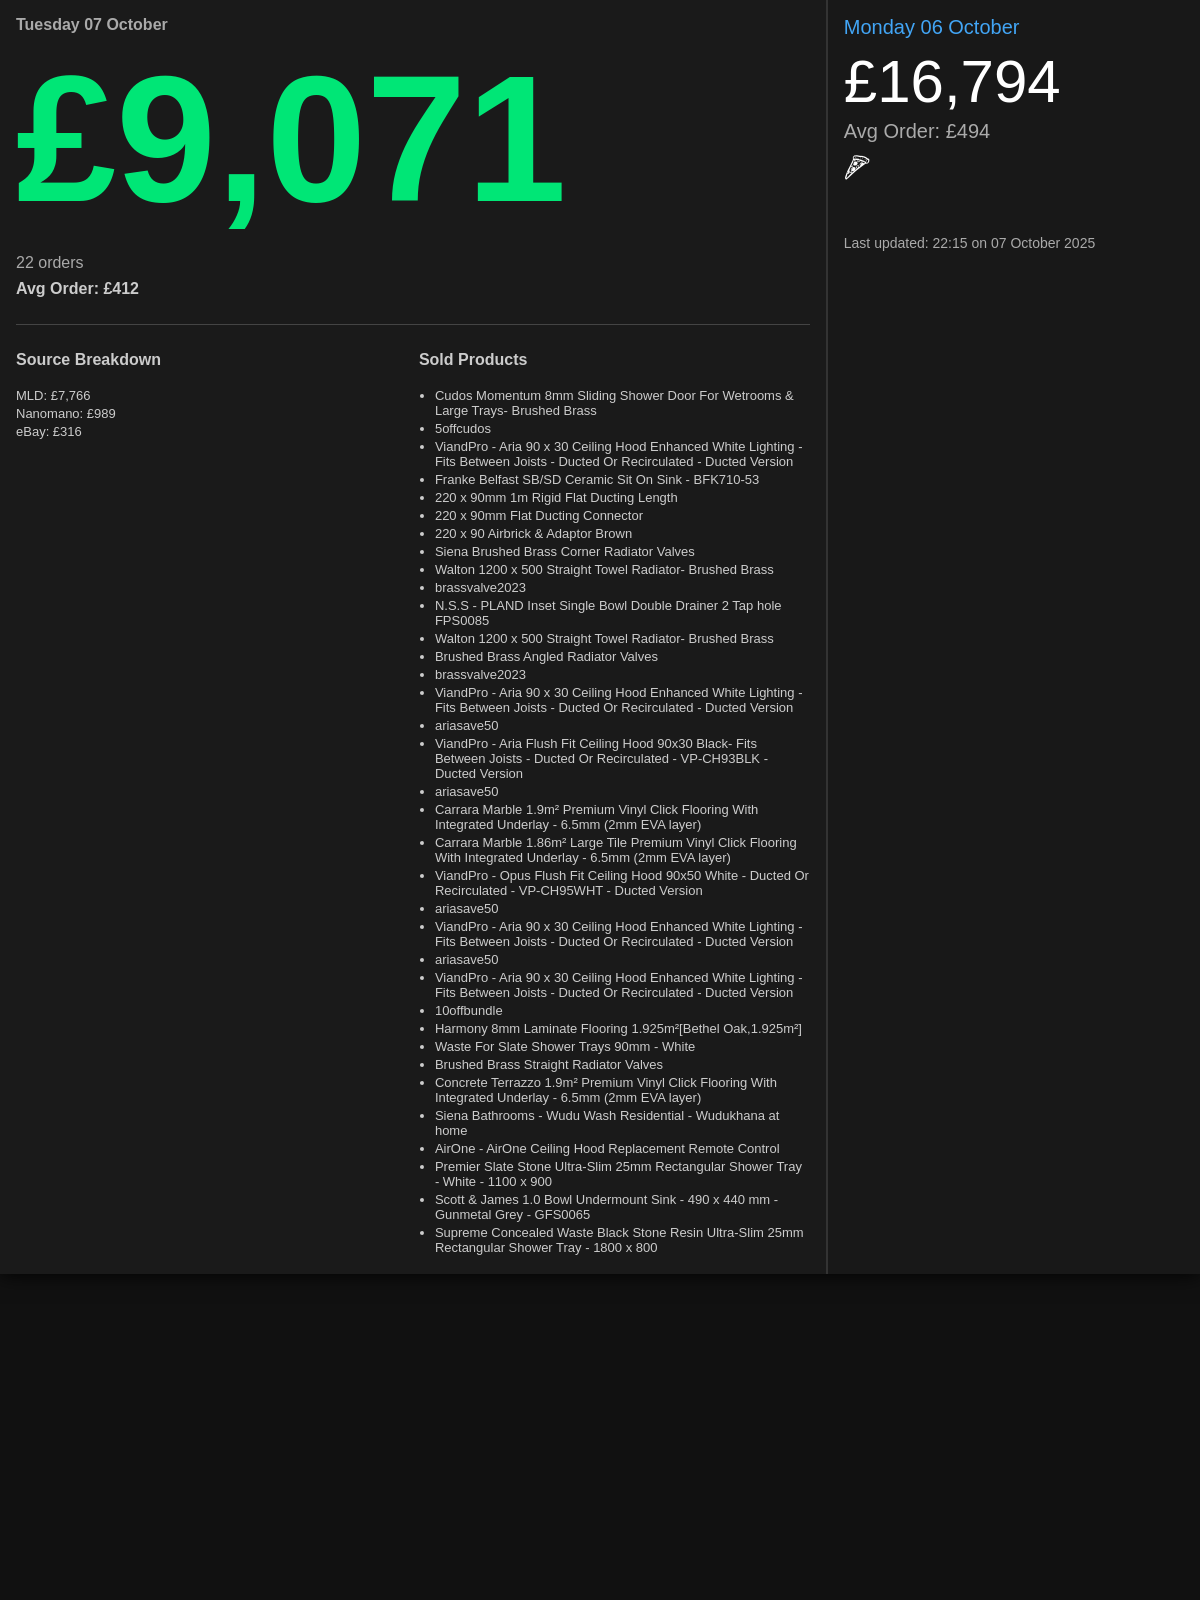 Tuesday 07 October
£9,071
22 orders
Avg Order: £412
Source Breakdown
MLD: £7,766
Nanomano: £989
eBay: £316
Sold Products
Cudos Momentum 8mm Sliding Shower Door For Wetrooms &
Large Trays- Brushed Brass
5offcudos
ViandPro - Aria 90 x 30 Ceiling Hood Enhanced White Lighting -
Fits Between Joists - Ducted Or Recirculated - Ducted Version
Franke Belfast SB/SD Ceramic Sit On Sink - BFK710-53
220 x 90mm 1m Rigid Flat Ducting Length
220 x 90mm Flat Ducting Connector
220 x 90 Airbrick & Adaptor Brown
Siena Brushed Brass Corner Radiator Valves
Walton 1200 x 500 Straight Towel Radiator- Brushed Brass
brassvalve2023
N.S.S - PLAND Inset Single Bowl Double Drainer 2 Tap hole
FPS0085
Walton 1200 x 500 Straight Towel Radiator- Brushed Brass
Brushed Brass Angled Radiator Valves
brassvalve2023
ViandPro - Aria 90 x 30 Ceiling Hood Enhanced White Lighting -
Fits Between Joists - Ducted Or Recirculated - Ducted Version
ariasave50
ViandPro - Aria Flush Fit Ceiling Hood 90x30 Black- Fits
Between Joists - Ducted Or Recirculated - VP-CH93BLK -
Ducted Version
ariasave50
Carrara Marble 1.9m² Premium Vinyl Click Flooring With
Integrated Underlay - 6.5mm (2mm EVA layer)
Carrara Marble 1.86m² Large Tile Premium Vinyl Click Flooring
With Integrated Underlay - 6.5mm (2mm EVA layer)
ViandPro - Opus Flush Fit Ceiling Hood 90x50 White - Ducted Or
Recirculated - VP-CH95WHT - Ducted Version
ariasave50
ViandPro - Aria 90 x 30 Ceiling Hood Enhanced White Lighting -
Fits Between Joists - Ducted Or Recirculated - Ducted Version
ariasave50
ViandPro - Aria 90 x 30 Ceiling Hood Enhanced White Lighting -
Fits Between Joists - Ducted Or Recirculated - Ducted Version
10offbundle
Harmony 8mm Laminate Flooring 1.925m²[Bethel Oak,1.925m²]
Waste For Slate Shower Trays 90mm - White
Brushed Brass Straight Radiator Valves
Concrete Terrazzo 1.9m² Premium Vinyl Click Flooring With
Integrated Underlay - 6.5mm (2mm EVA layer)
Siena Bathrooms - Wudu Wash Residential - Wudukhana at
home
AirOne - AirOne Ceiling Hood Replacement Remote Control
Premier Slate Stone Ultra-Slim 25mm Rectangular Shower Tray
- White - 1100 x 900
Scott & James 1.0 Bowl Undermount Sink - 490 x 440 mm -
Gunmetal Grey - GFS0065
Supreme Concealed Waste Black Stone Resin Ultra-Slim 25mm
Rectangular Shower Tray - 1800 x 800
Monday 06 October
£16,794
Avg Order: £494
Last updated: 22:15 on 07 October 2025